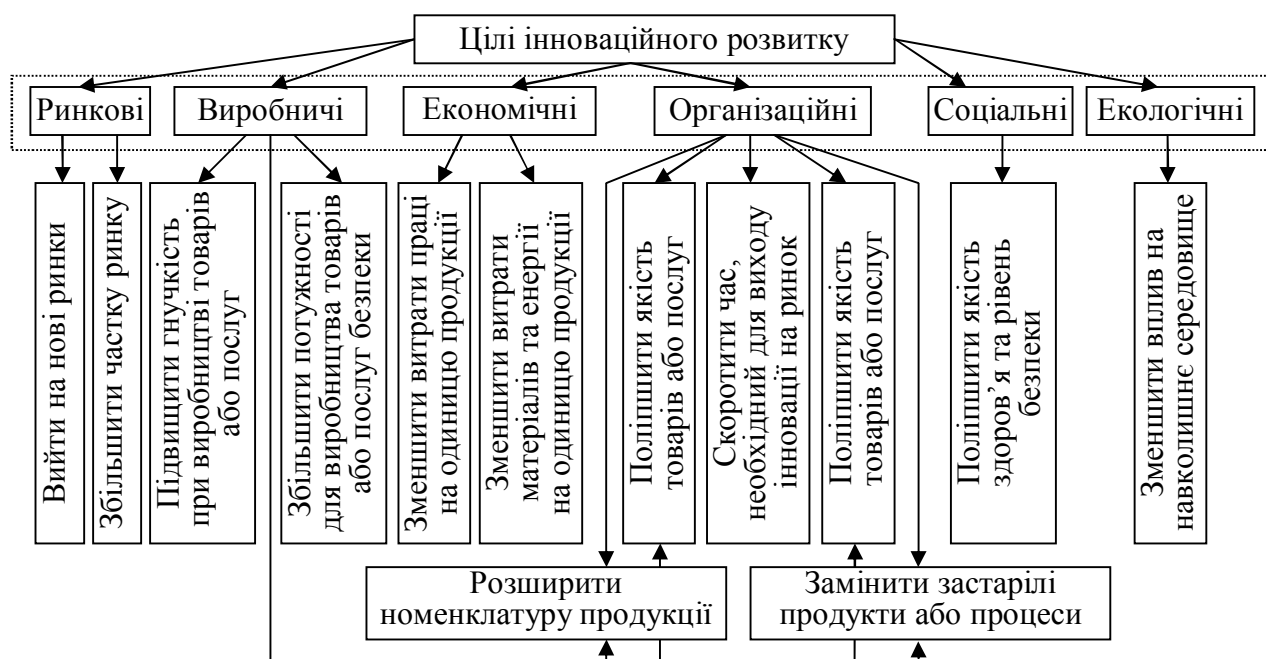 Цілі інноваційного розвитку
Ринкові
Виробничі
Економічні
Організаційні
Соціальні
Екологічні
Вийти на нові ринки
Збільшити частку ринку
Підвищити гнучкість
при виробництві товарів
або послуг
Збільшити потужності
для виробництва товарів
або послуг безпеки
Зменшити витрати праці
на одиницю продукції
Зменшити витрати
матеріалів та енергії
на одиницю продукції
Поліпшити якість
товарів або послуг
Скоротити час,
необхідний для виходу
інновації на ринок
Поліпшити якість
товарів або послуг
Поліпшити якість
здоров’я та рівень
безпеки
Зменшити вплив на
навколишнє середовище
Розширити
номенклатуру продукції
Замінити застарілі
продукти або процеси